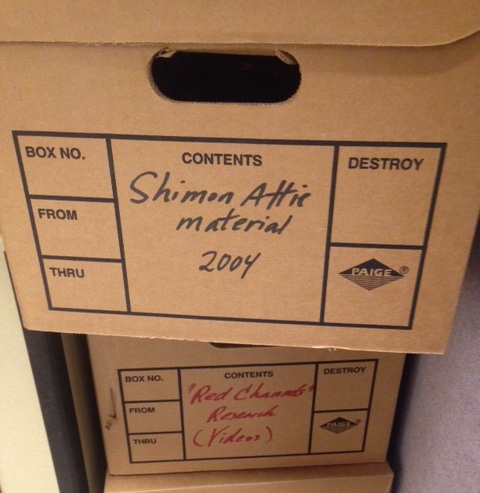 BOX NO.
CONTENTS
DESTROY
Shimon Attie
material
2004
FROM
THRU
PAIGE®
BOX NO.
CONTENTS
DESTROY
"Red Channels"
Research
(Videos)
FROM
THRU
PAIGE